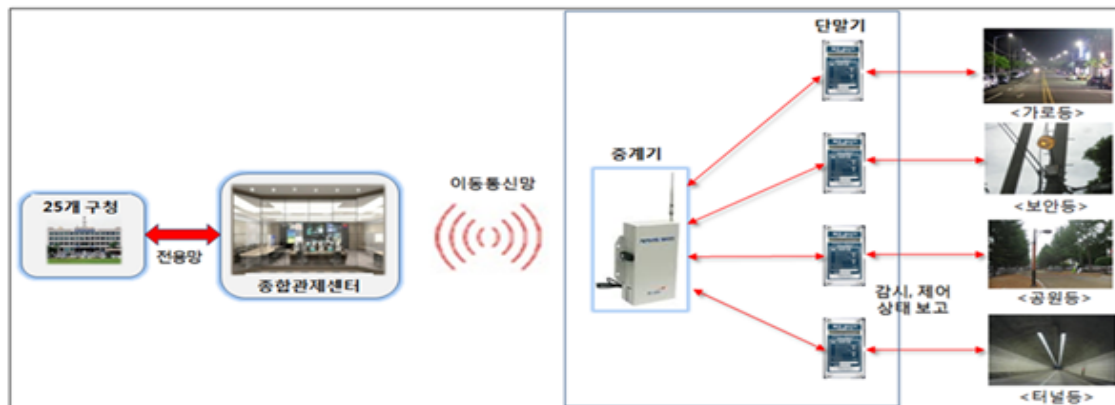 25개 구청
전용망
종합관제센터
이동통신망
중계기
단말기
감시, 제어
상태 보고
<가로등>
<보안등>
<공원등>
<터널등>